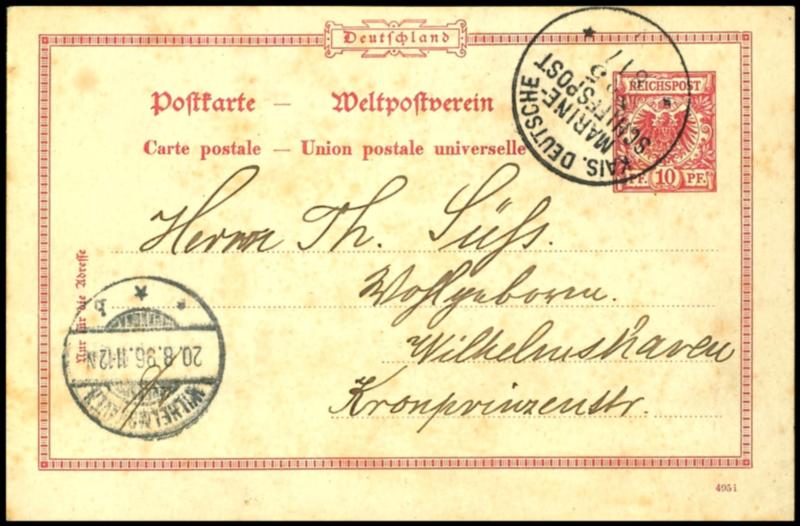 Deutschland
Postkarte — Weltpostverein
Carte postale — Union postale universelle
REICHSPOST
PF. 10 PF.
KAIS. DEUTSCHE
MARINE-
SCHIFFSPOST
Herrn Th. Süß.
Wohlgeboren.
Wilhelmshaven
Kronprinzenstr.
Nur für die Adresse
b
20.8.96.11-12N
WILHELMSHAVEN
4951